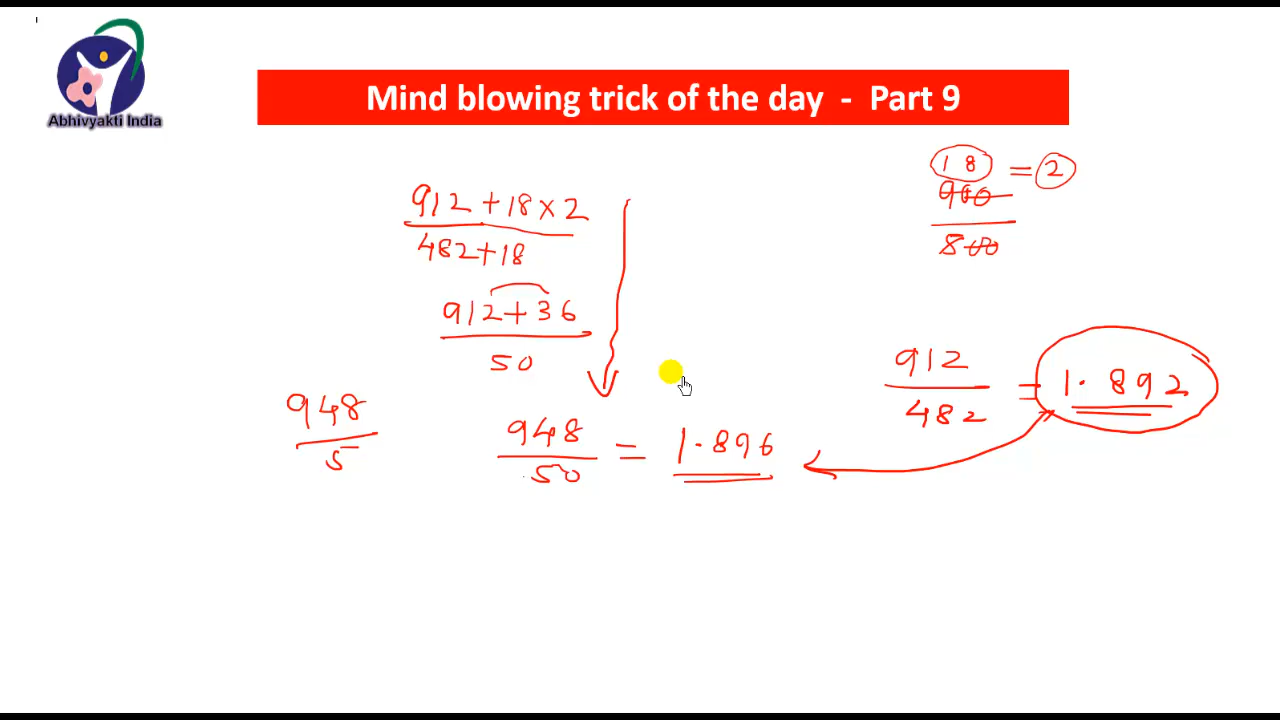 Abhivyakti India
Mind blowing trick of the day - Part 9
18 = 2
900
800
912 + 18 × 2
482 + 18
912 + 36
50
912
482
= 1.892
948
5
948
50
= 1.896